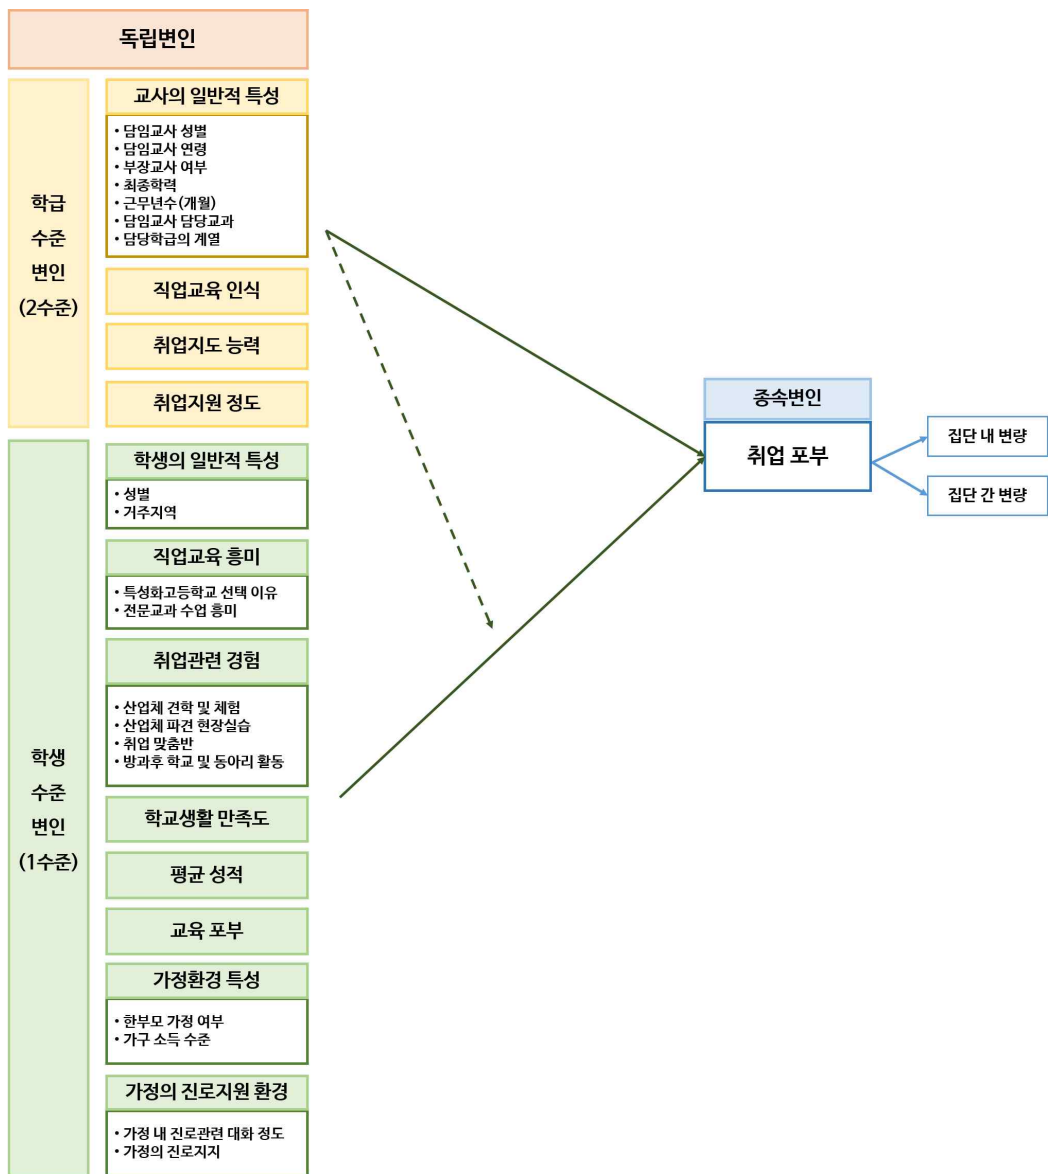 독립변인
학급
수준
변인
(2수준)
교사의 일반적 특성
• 담임교사 성별
• 담임교사 연령
• 부장교사 여부
• 최종학력
• 근무년수(개월)
• 담임교사 담당교과
• 담당학급의 계열
직업교육 인식
취업지도 능력
취업지원 정도
학생
수준
변인
(1수준)
학생의 일반적 특성
• 성별
• 거주지역
직업교육 흥미
• 특성화고등학교 선택 이유
• 전문교과 수업 흥미
취업관련 경험
• 산업체 견학 및 체험
• 산업체 파견 현장실습
• 취업 맞춤반
• 방과후 학교 및 동아리 활동
학교생활 만족도
평균 성적
교육 포부
가정환경 특성
• 한부모 가정 여부
• 가구 소득 수준
가정의 진로지원 환경
• 가정 내 진로관련 대화 정도
• 가정의 진로지지
종속변인
취업 포부
집단 내 변량
집단 간 변량